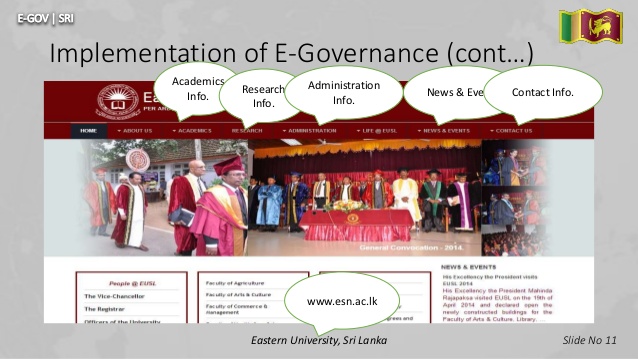 E-GOV | SRI
Implementation of E-Governance (cont…)
Academics
Info.
Research
Info.
Administration
Info.
News & Eve
Contact Info.
Ea
PER AN
HOME
ABOUT US
ACADEMICS
RESEARCH
ADMINISTRATION
LIFE @ EUSL
NEWS & EVENTS
CONTACT US
General Convocation - 2014.
People @ EUSL
The Vice-Chancellor
The Registrar
Officers of the University
Faculty of Agriculture
Faculty of Arts & Culture
Faculty of Commerce &
Management
egrees and
www.esn.ac.lk
NEWS & EVENTS
His Excellency the President visits
EUSL 2014
His Excellency the President Mahinda
Rajapaksa visited EUSL on the 19th of
April 2014 and declared open the
newly constructed buildings for the
Faculty of Arts & Culture, Library, ...
Eastern University, Sri Lanka
Slide No 11